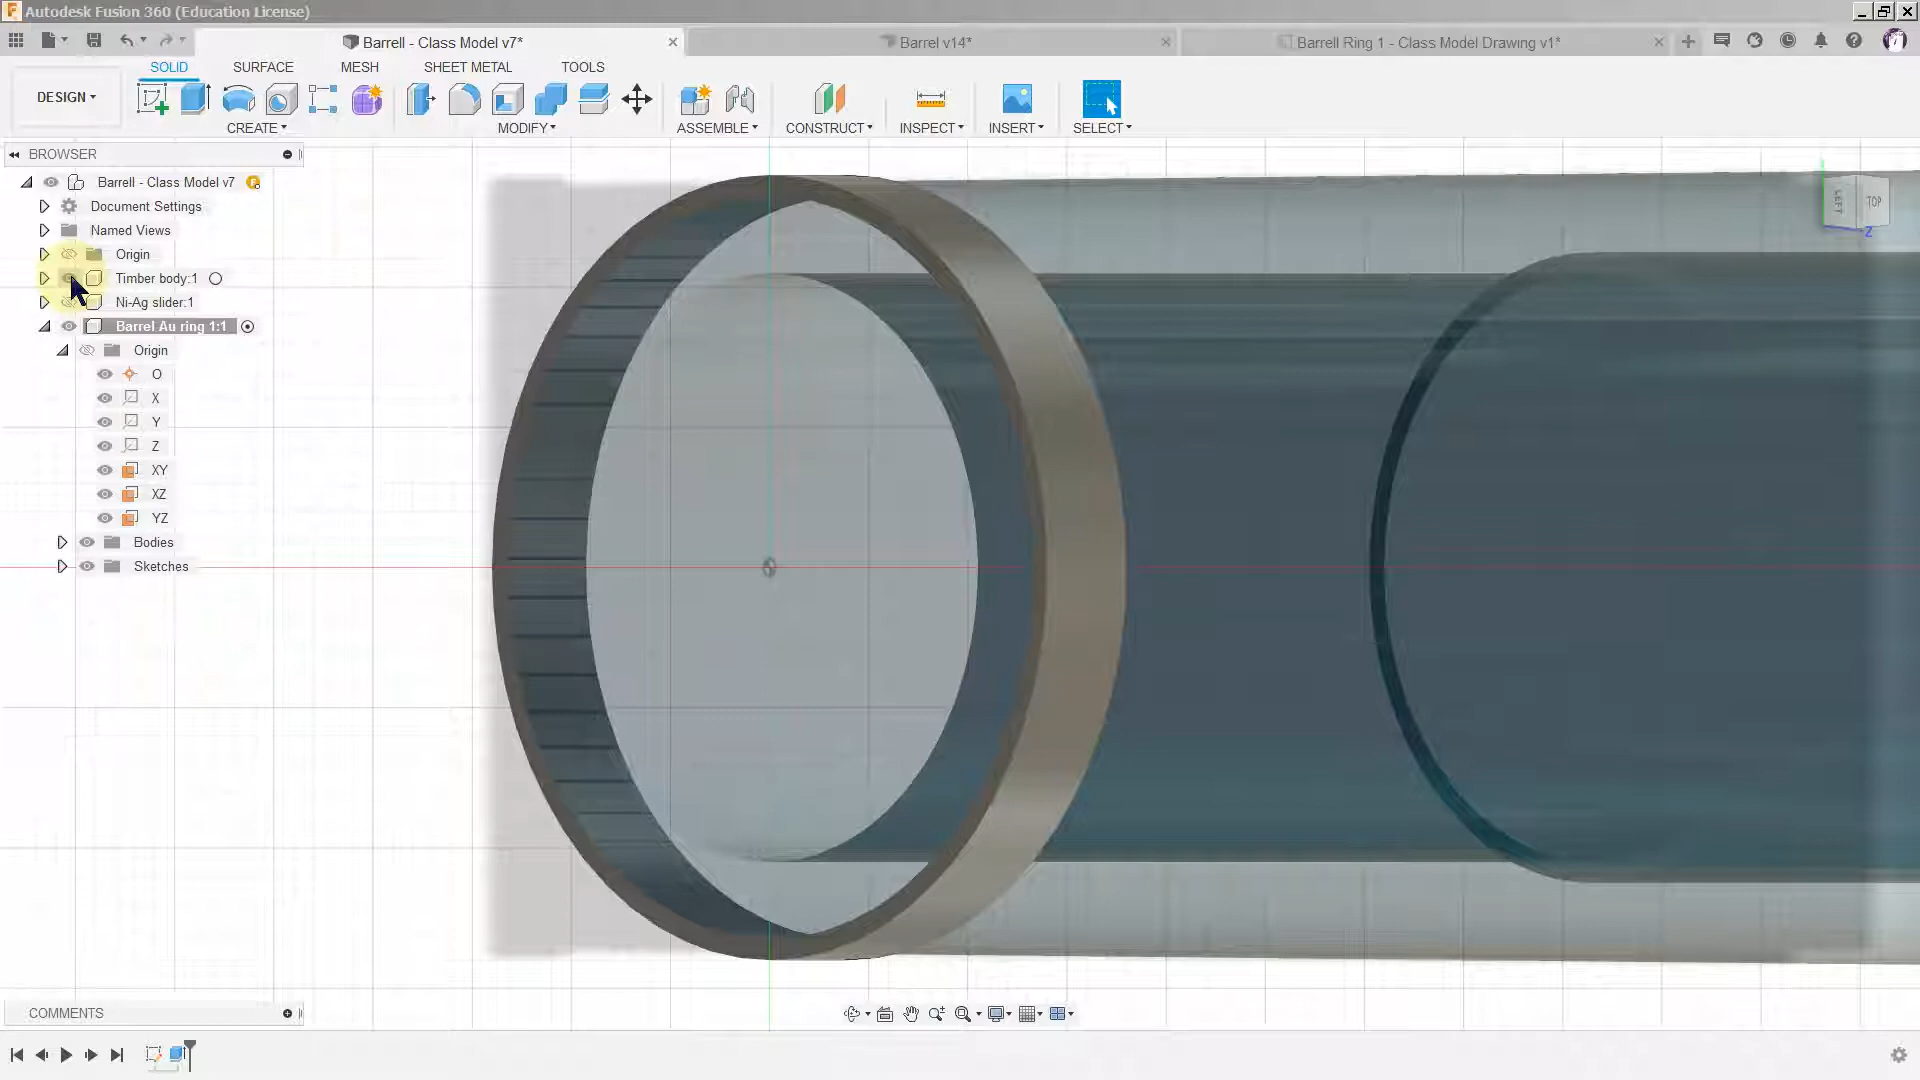 Autodesk Fusion 360 (Education License)
Barrell - Class Model v7*
Barrel v14*
Barrell Ring 1 - Class Model Drawing v1*
DESIGN
SOLID
SURFACE
MESH
SHEET METAL
TOOLS
CREATE
MODIFY
ASSEMBLE
CONSTRUCT
INSPECT
INSERT
SELECT
BROWSER
Barrell - Class Model v7
Document Settings
Named Views
Origin
Timber body:1
Ni-Ag slider:1
Barrel Au ring 1:1
Origin
O
X
Y
Z
XY
XZ
YZ
Bodies
Sketches
LEFT
TOP
Z
COMMENTS